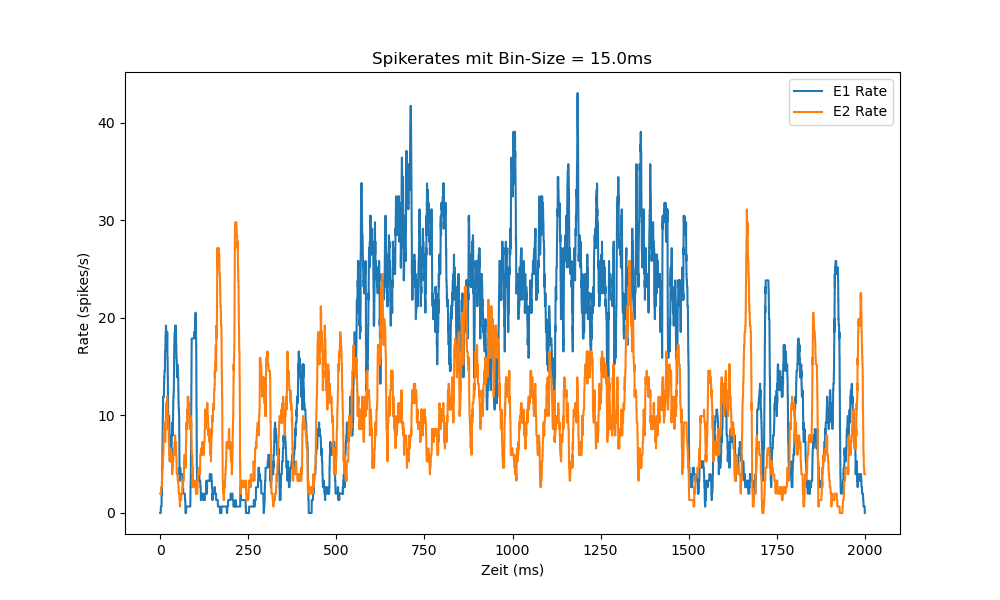 Spikerates mit Bin-Size = 15.0ms
E1 Rate
E2 Rate
40
30
20
10
0
Rate (spikes/s)
0 250 500 750 1000 1250 1500 1750 2000
Zeit (ms)